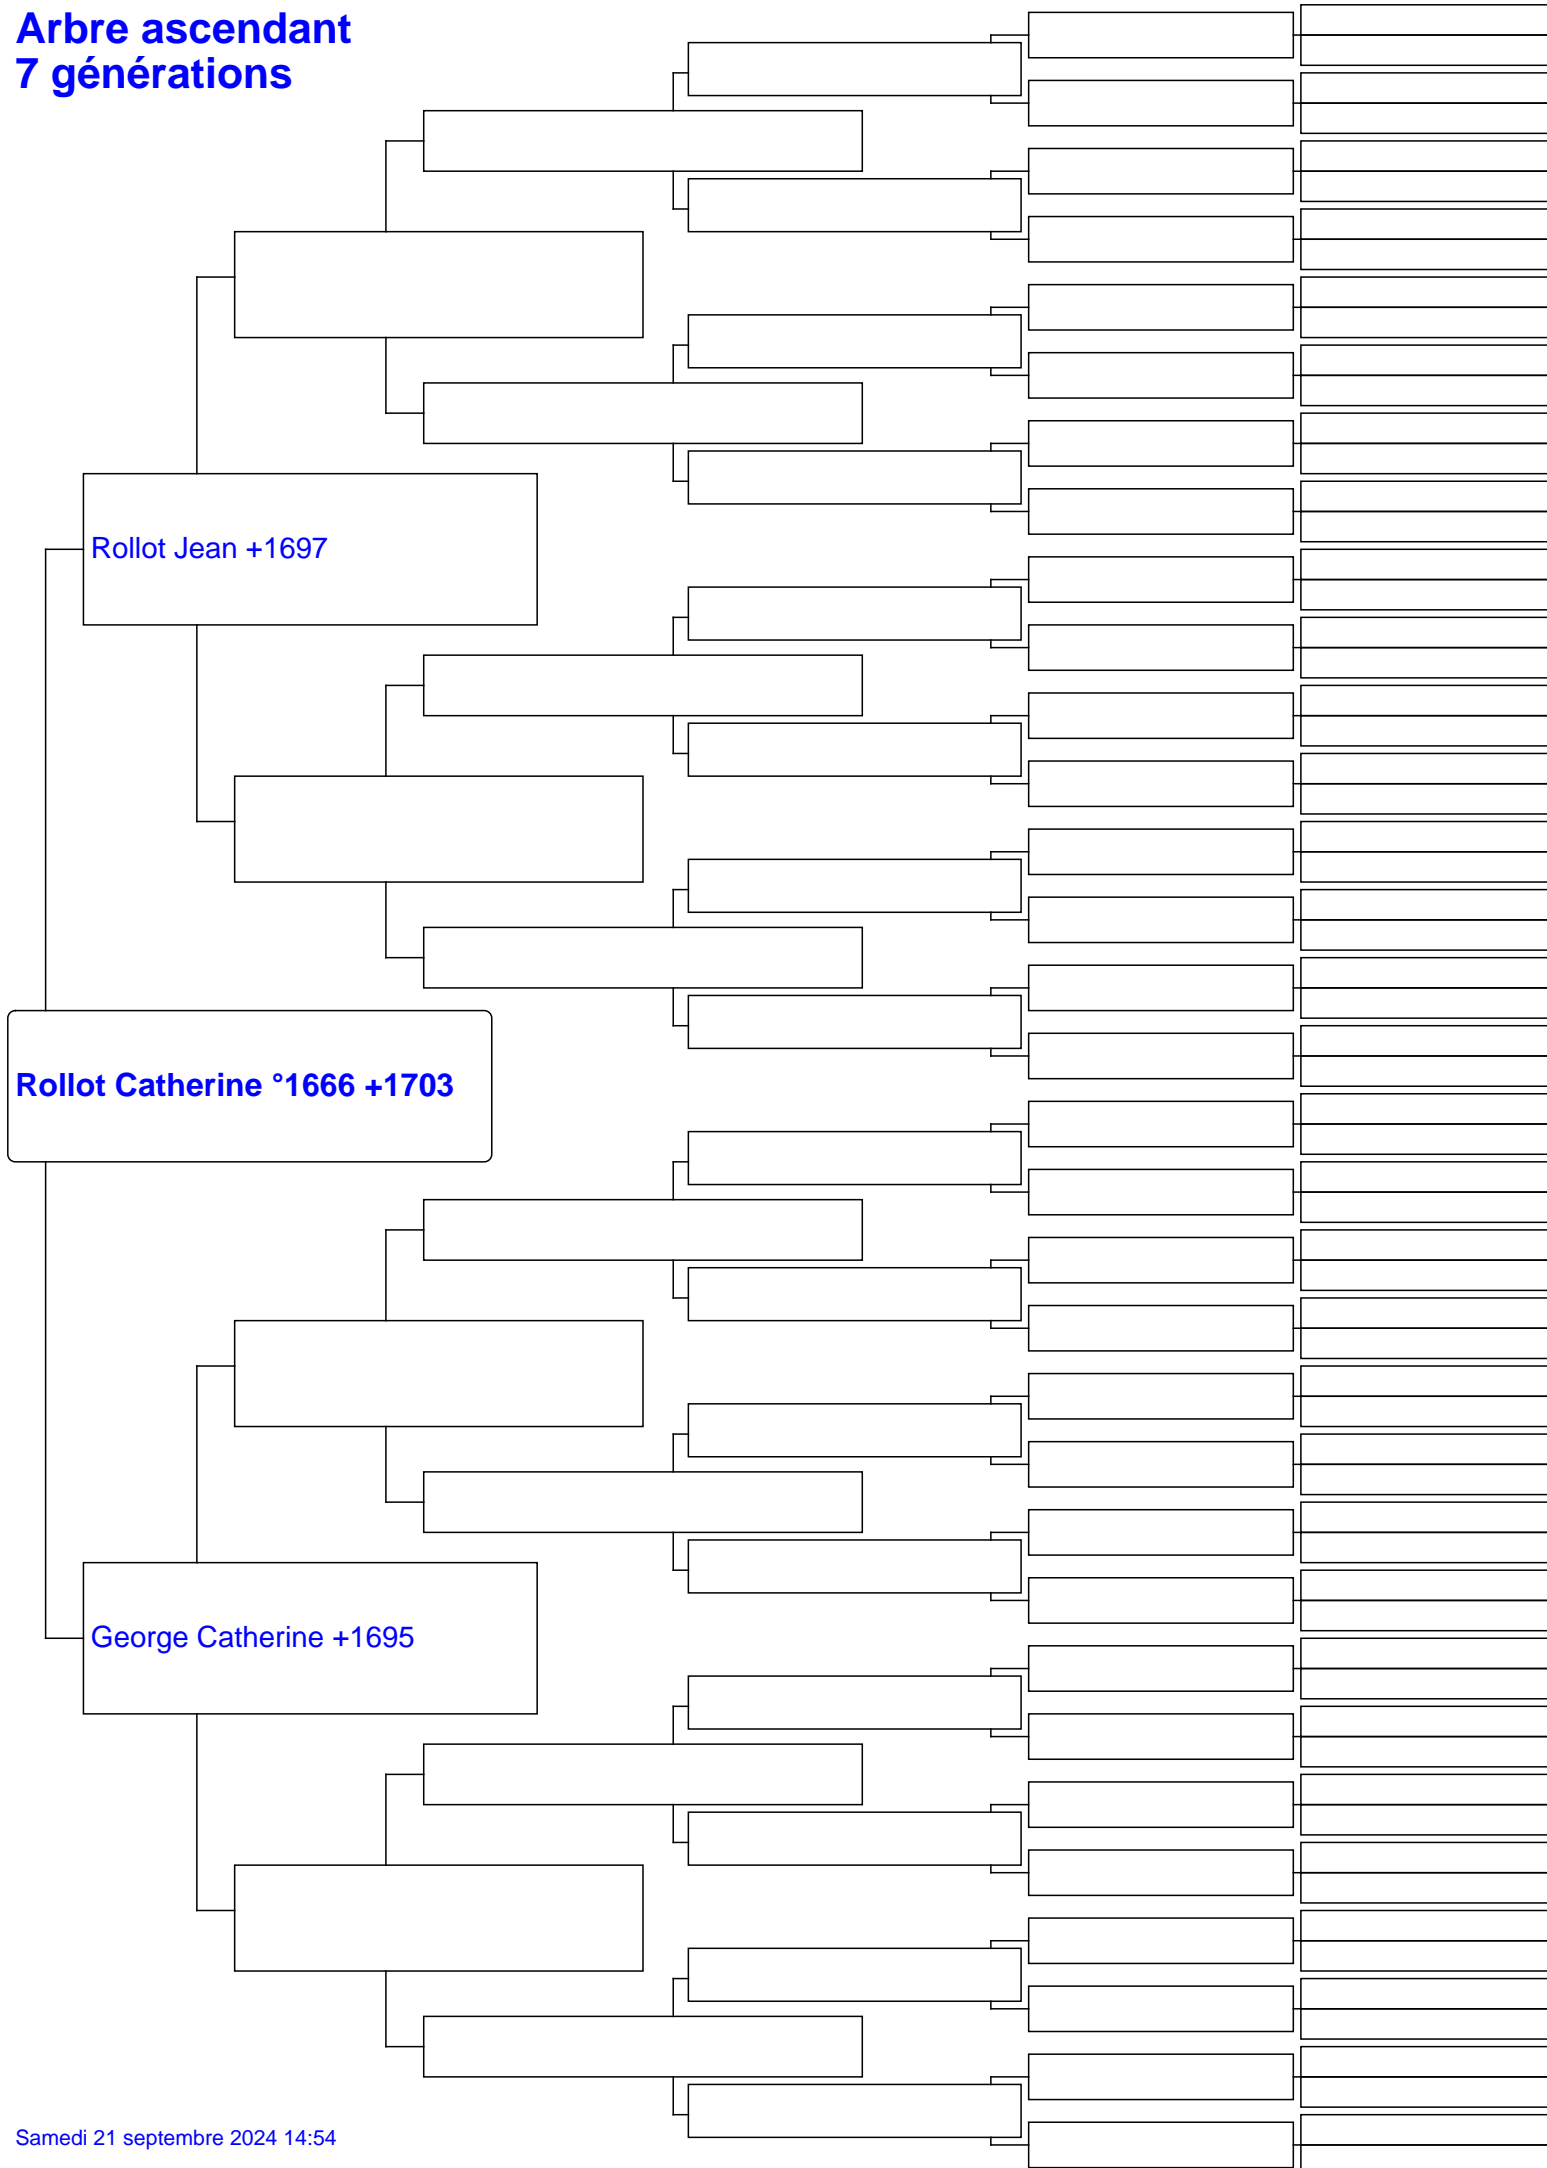 Arbre ascendant
7 générations
Rollot Jean +1697
Rollot Catherine °1666 +1703
George Catherine +1695
Samedi 21 septembre 2024 14:54